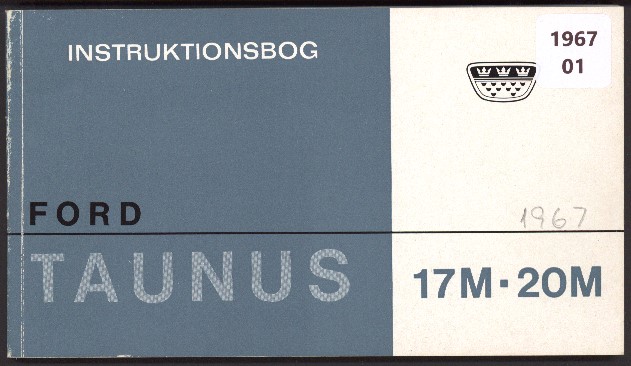 INSTRUKTIONSBOG
1967
01
FORD
1967
TAUNUS
17M·20M